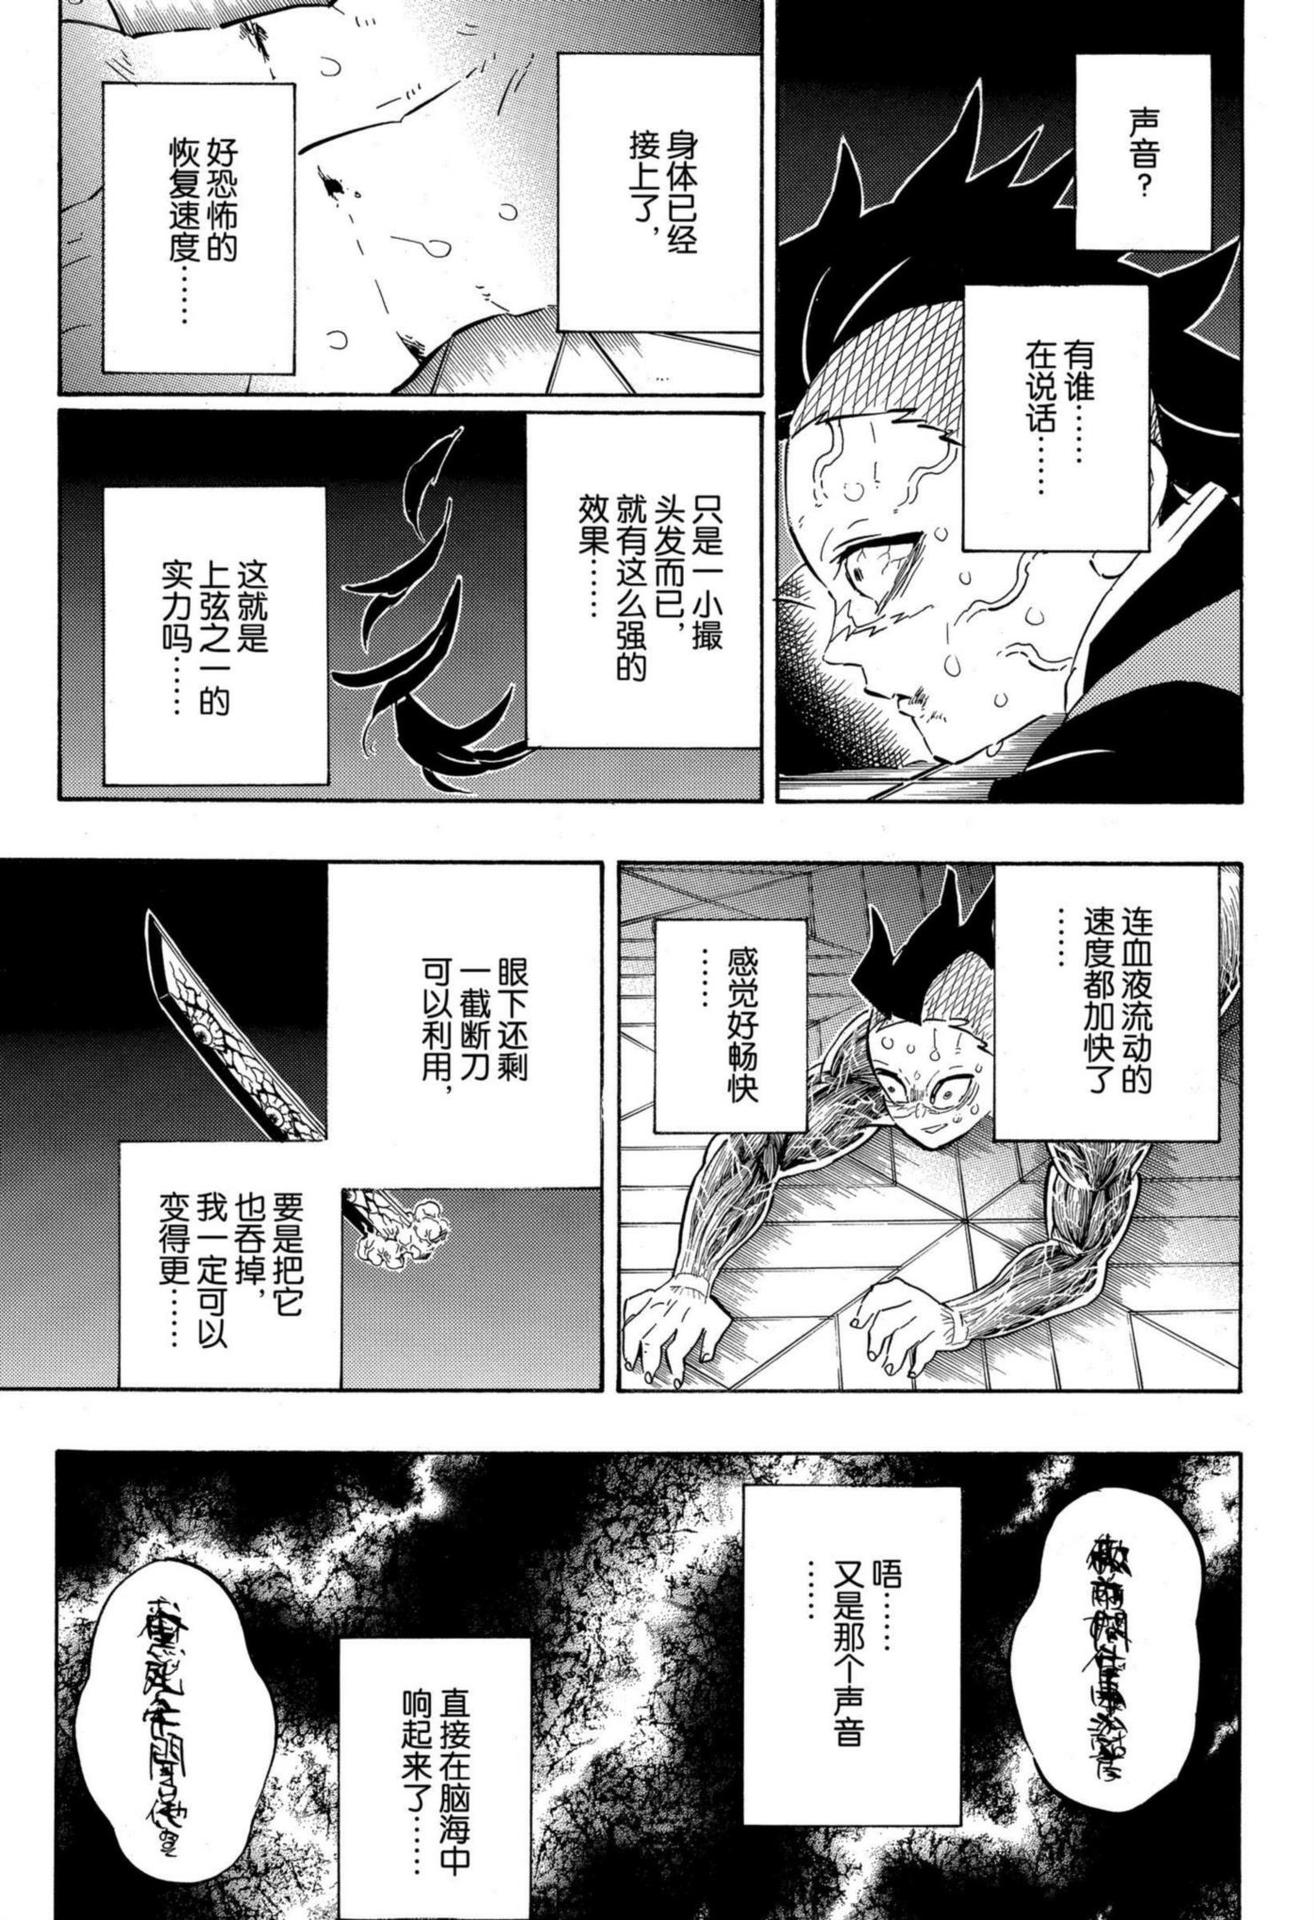 声音？
有谁……
在说话……
身体已经
接上了，
好恐怖的
恢复速度……
只是一小撮
头发而已，
就有这么强的
效果……
这就是
上弦之一的
实力吗……
连血液流动的
速度都加快了
……
感觉好畅快
……
眼下还剩
一截断刀
可以利用，
要是把它
也吞掉，
我一定可以
变得更……
唔……
又是那个声音
……
直接在脑海中
响起来了……